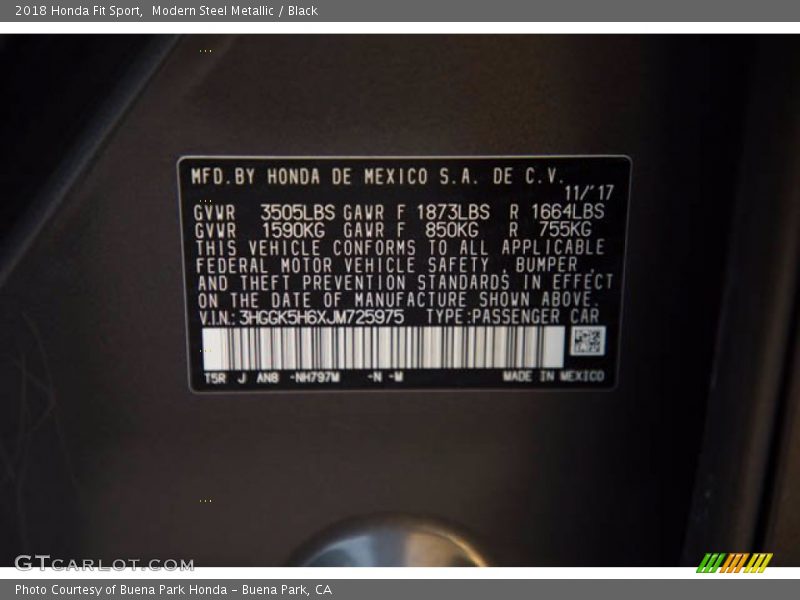 2018 Honda Fit Sport,  Modern Steel Metallic / Black
MFD.BY HONDA DE MEXICO S.A. DE C.V.
11/'17
GVWR 3505LBS GAWR F 1873LBS R 1664LBS
GVWR 1590KG GAWR F 850KG R 755KG
THIS VEHICLE CONFORMS TO ALL APPLICABLE
FEDERAL MOTOR VEHICLE SAFETY , BUMPER ,
AND THEFT PREVENTION STANDARDS IN EFFECT
ON THE DATE OF MANUFACTURE SHOWN ABOVE.
V.I.N.: 3HGGK5H6XJM725975 TYPE:PASSENGER CAR
T5R J AN8 -NH797M -N -M MADE IN MEXICO
GTCARLOT.COM
Photo Courtesy of Buena Park Honda – Buena Park, CA